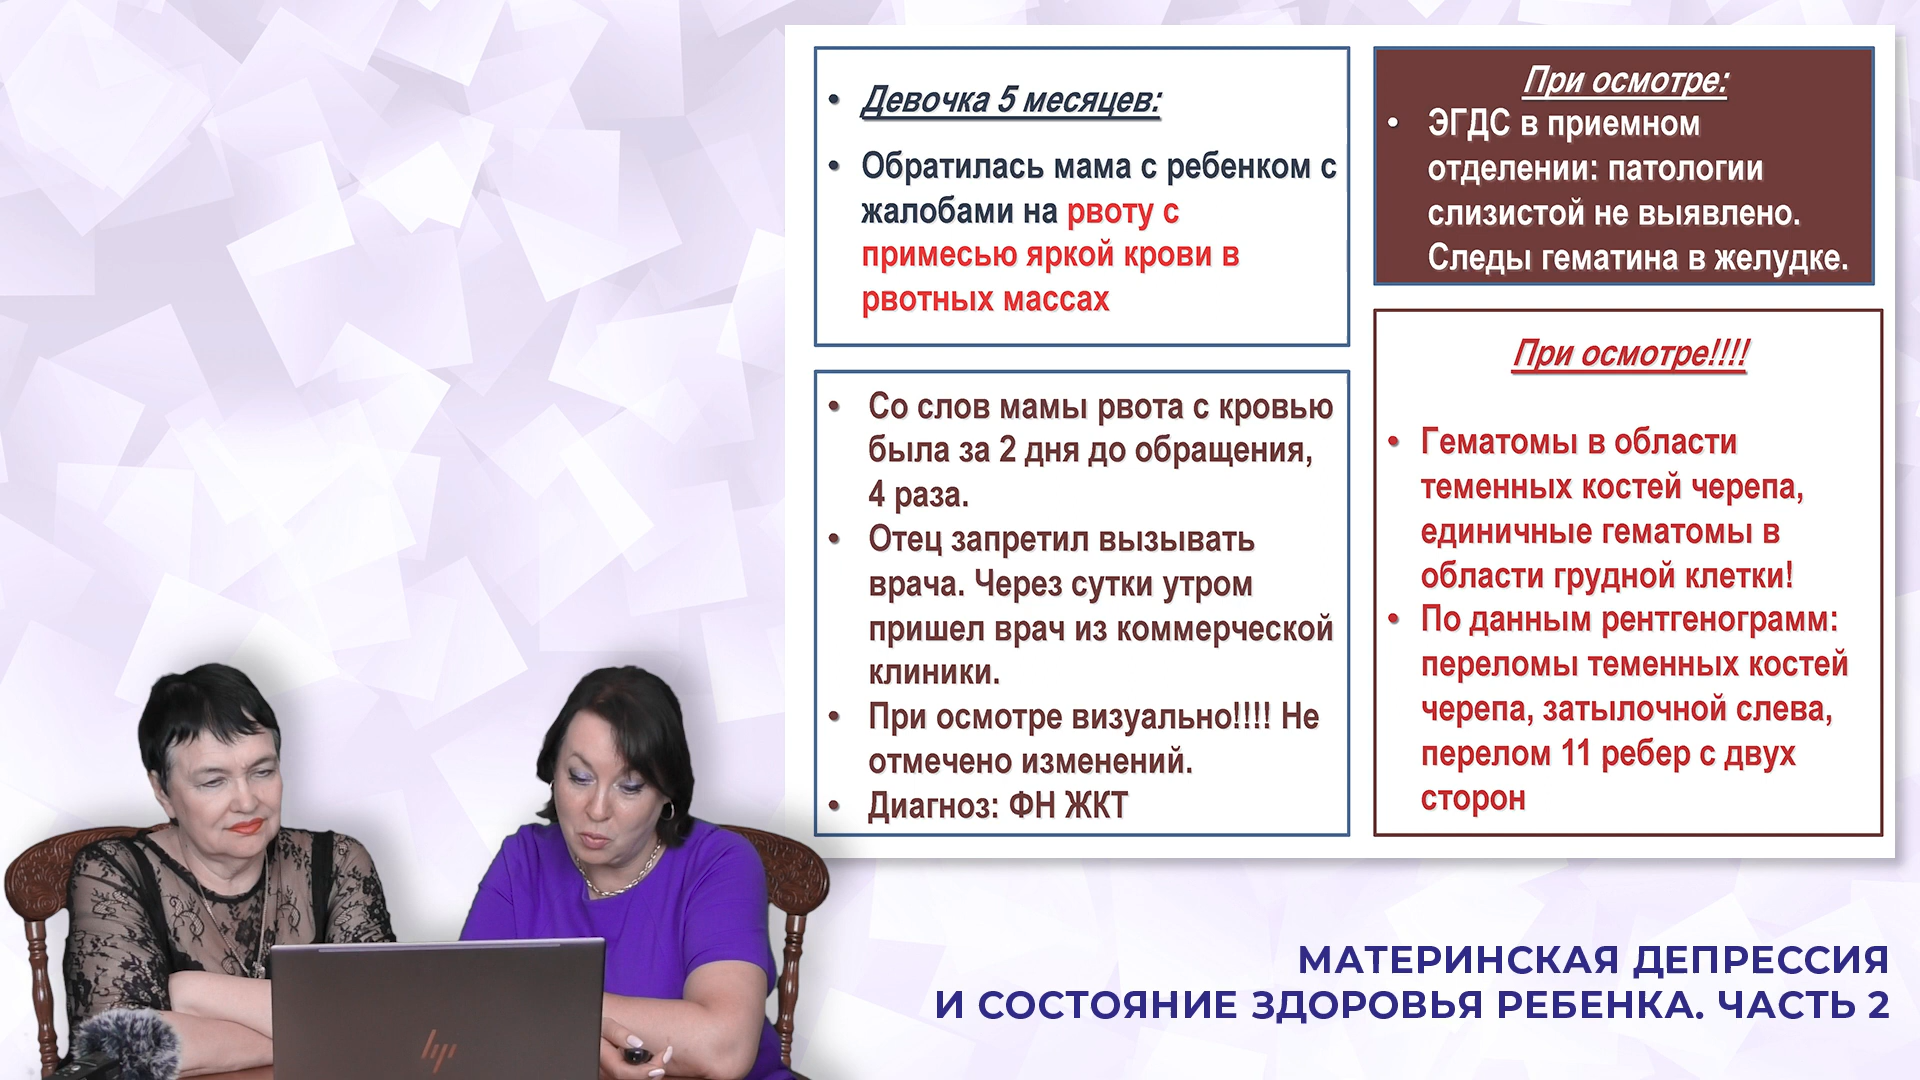 Девочка 5 месяцев:
Обратилась мама с ребенком с
жалобами на рвоту с
примесью яркой крови в
рвотных массах
Со слов мамы рвота с кровью
была за 2 дня до обращения,
4 раза.
Отец запретил вызывать
врача. Через сутки утром
пришел врач из коммерческой
клиники.
При осмотре визуально!!!! Не
отмечено изменений.
Диагноз: ФН ЖКТ
При осмотре:
ЭГДС в приемном
отделении: патологии
слизистой не выявлено.
Следы гематина в желудке.
При осмотре!!!!
Гематомы в области
теменных костей черепа,
единичные гематомы в
области грудной клетки!
По данным рентгенограмм:
переломы теменных костей
черепа, затылочной слева,
перелом 11 ребер с двух
сторон
hp
МАТЕРИНСКАЯ ДЕПРЕССИЯ
И СОСТОЯНИЕ ЗДОРОВЬЯ РЕБЕНКА. ЧАСТЬ 2